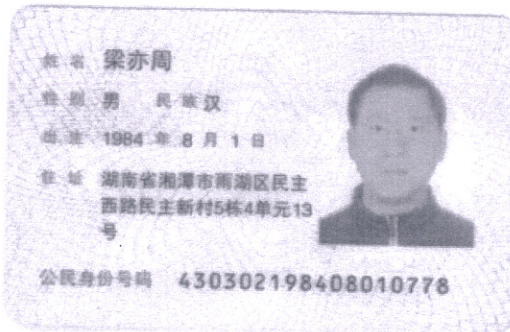 姓名 梁亦周
性别 男 民族 汉
出生 1984 年 8 月 1 日
住址 湖南省湘潭市雨湖区民主
西路民主新村5栋4单元13
号
公民身份号码 430302198408010778